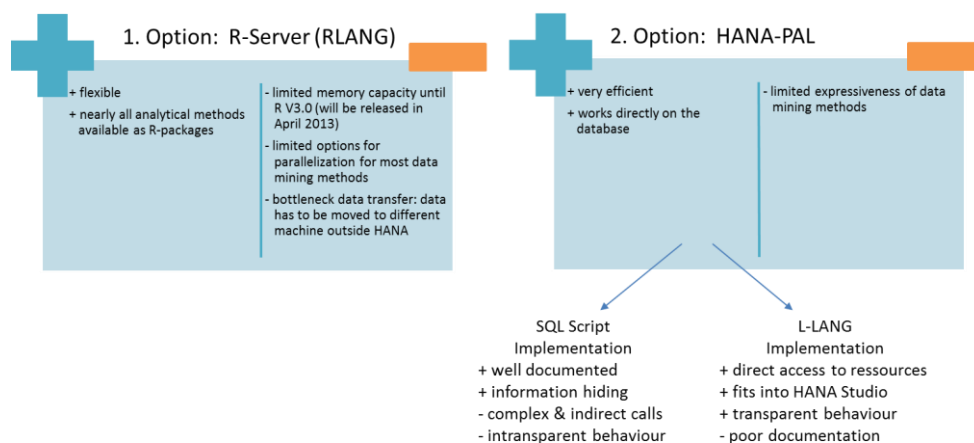 1. Option: R-Server (RLANG)
+ flexible
+ nearly all analytical methods
available as R-packages
- limited memory capacity until
R V3.0 (will be released in
April 2013)
- limited options for
parallelization for most data
mining methods
- bottleneck data transfer: data
has to be moved to different
machine outside HANA
2. Option: HANA-PAL
+ very efficient
+ works directly on the
database
- limited expressiveness of data
mining methods
SQL Script
Implementation
+ well documented
+ information hiding
- complex & indirect calls
- intransparent behaviour
L-LANG
Implementation
+ direct access to ressources
+ fits into HANA Studio
+ transparent behaviour
- poor documentation